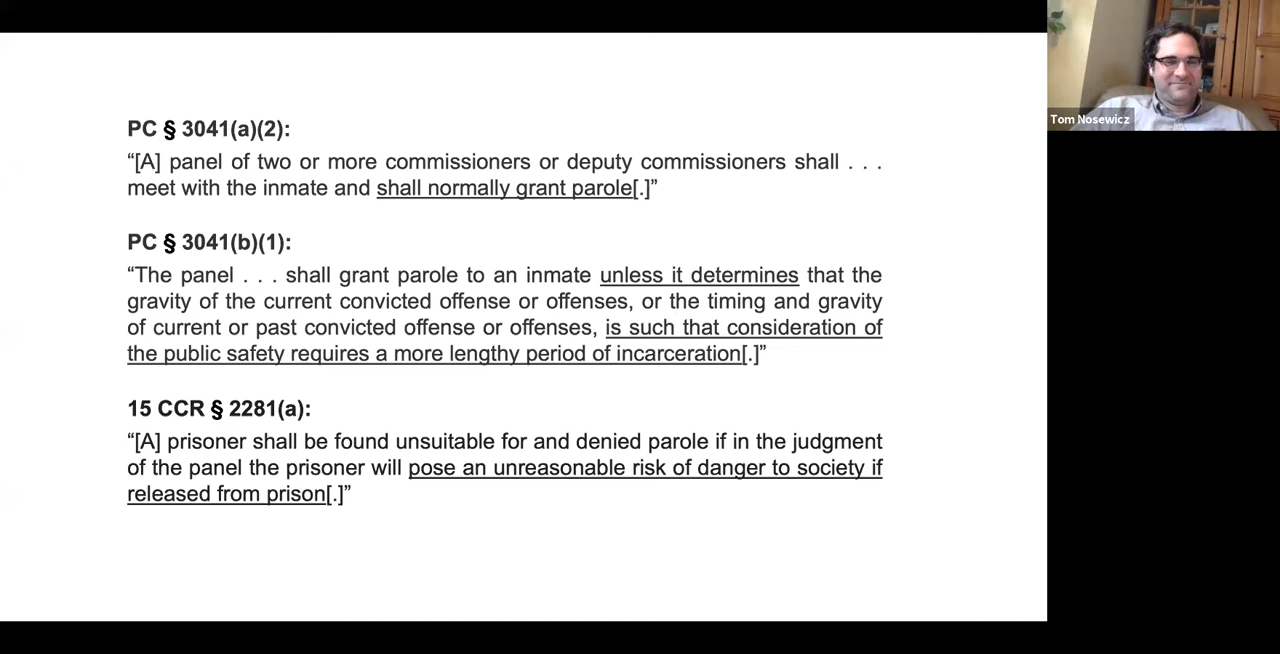 PC § 3041(a)(2):
“[A] panel of two or more commissioners or deputy commissioners shall . . .
meet with the inmate and shall normally grant parole[.]”
PC § 3041(b)(1):
“The panel . . . shall grant parole to an inmate unless it determines that the
gravity of the current convicted offense or offenses, or the timing and gravity
of current or past convicted offense or offenses, is such that consideration of
the public safety requires a more lengthy period of incarceration[.]”
15 CCR § 2281(a):
“[A] prisoner shall be found unsuitable for and denied parole if in the judgment
of the panel the prisoner will pose an unreasonable risk of danger to society if
released from prison[.]”
Tom Nosewicz